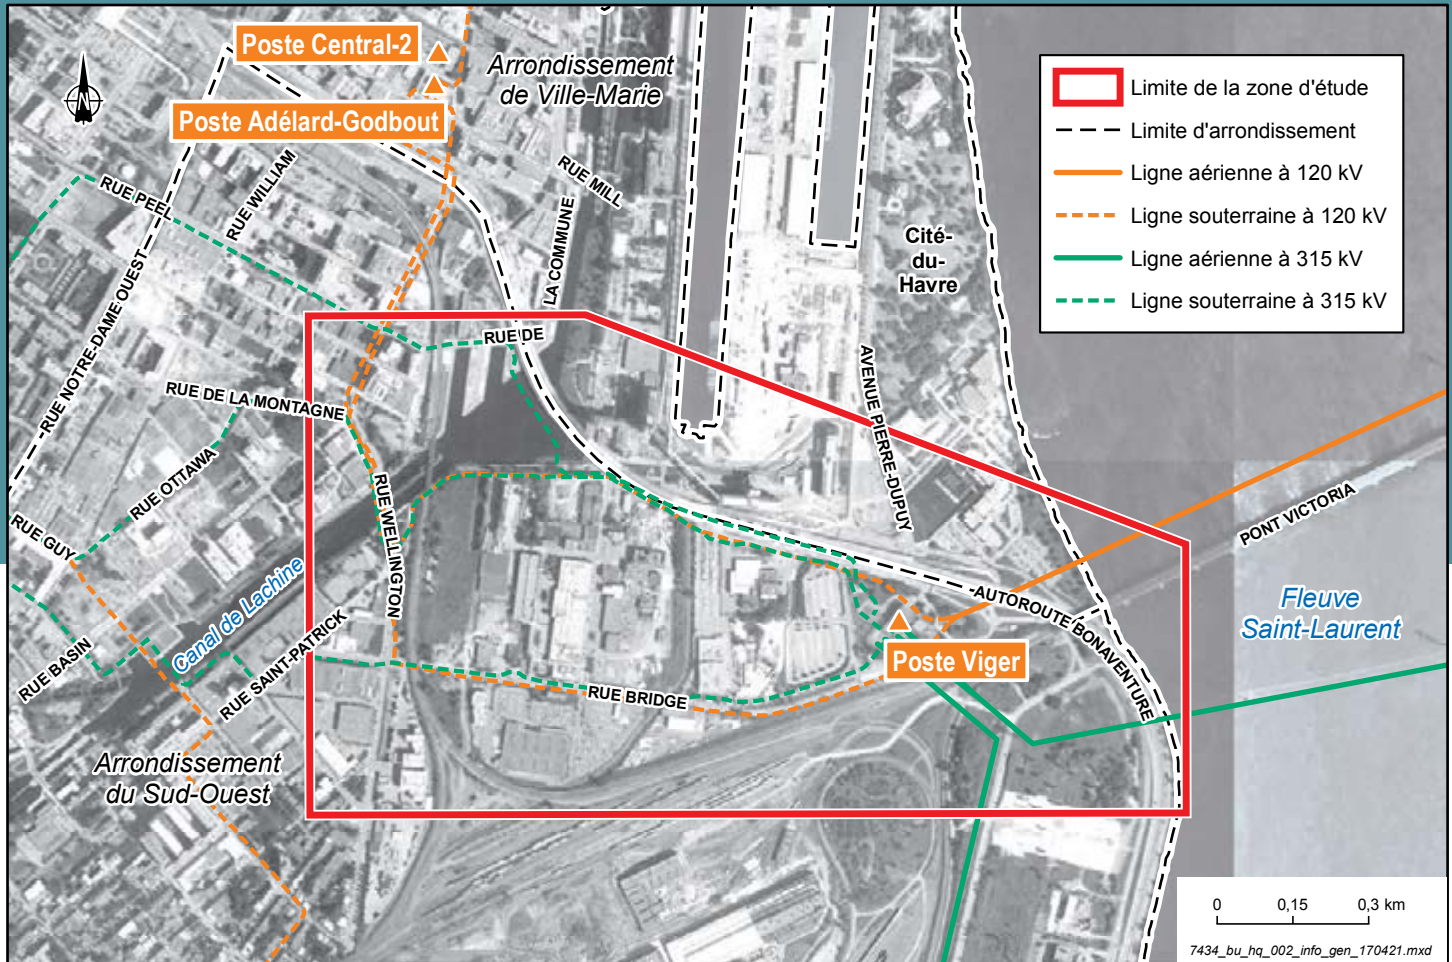 Poste Central-2
Poste Adélard-Godbout
Arrondissement
de Ville-Marie
N
Limite de la zone d'étude
Limite d'arrondissement
Ligne aérienne à 120 kV
Ligne souterraine à 120 kV
Ligne aérienne à 315 kV
Ligne souterraine à 315 kV
RUE PEEL
RUE WILLIAM
RUE MILL
RUE DE
LA COMMUNE
Cité-
du-
Havre
RUE NOTRE-DAME OUEST
RUE DE LA MONTAGNE
RUE OTTAWA
RUE GUY
RUE WELLINGTON
AVENUE PIERRE-DUPUY
PONT VICTORIA
Canal de Lachine
RUE BASIN
RUE SAINT-PATRICK
AUTOROUTE BONAVENTURE
Fleuve
Saint-Laurent
Poste Viger
RUE BRIDGE
Arrondissement
du Sud-Ouest
0 0,15 0,3 km
7434_bu_hq_002_info_gen_170421.mxd